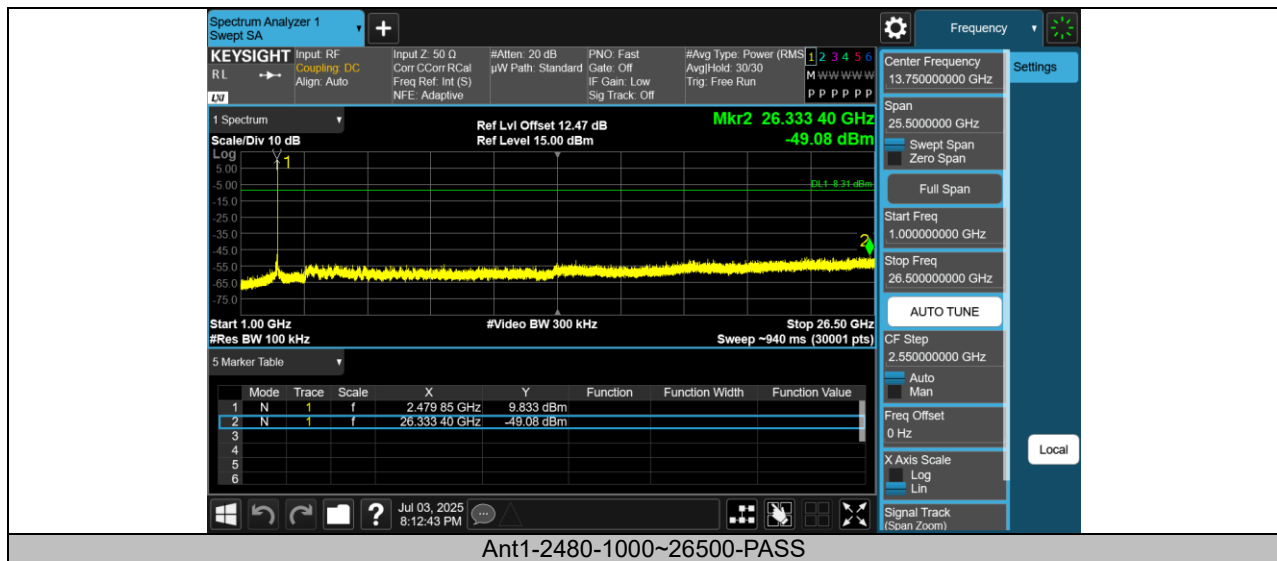 Spectrum Analyzer 1
Swept SA
+
Frequency
KEYSIGHT
RL
LXI
Input: RF
Coupling: DC
Align: Auto
Input Z: 50 Ω
Corr CCorr RCal
Freq Ref: Int (S)
NFE: Adaptive
#Atten: 20 dB
µW Path: Standard
PNO: Fast
Gate: Off
IF Gain: Low
Sig Track: Off
#Avg Type: Power (RMS
Avg|Hold: 30/30
Trig: Free Run
1 2 3 4 5 6
M W W W W W
P P P P P P
1 Spectrum
Scale/Div 10 dB
Ref Lvl Offset 12.47 dB
Ref Level 15.00 dBm
Mkr2 26.333 40 GHz
-49.08 dBm
Log
5.00
-5.00
-15.0
-25.0
-35.0
-45.0
-55.0
-65.0
-75.0
1
DL1 -8.31 dBm
2
Start 1.00 GHz
#Res BW 100 kHz
#Video BW 300 kHz
Stop 26.50 GHz
Sweep ~940 ms (30001 pts)
5 Marker Table
Mode Trace Scale X Y Function Function Width Function Value
1 N 1 f 2.479 85 GHz 9.833 dBm
2 N 1 f 26.333 40 GHz -49.08 dBm
3
4
5
6
?
Jul 03, 2025
8:12:43 PM
Center Frequency
13.750000000 GHz
Span
25.5000000 GHz
Swept Span
Zero Span
Full Span
Start Freq
1.000000000 GHz
Stop Freq
26.500000000 GHz
AUTO TUNE
CF Step
2.550000000 GHz
Auto
Man
Freq Offset
0 Hz
X Axis Scale
Log
Lin
Signal Track
(Span Zoom)
Settings
Local
Ant1-2480-1000~26500-PASS